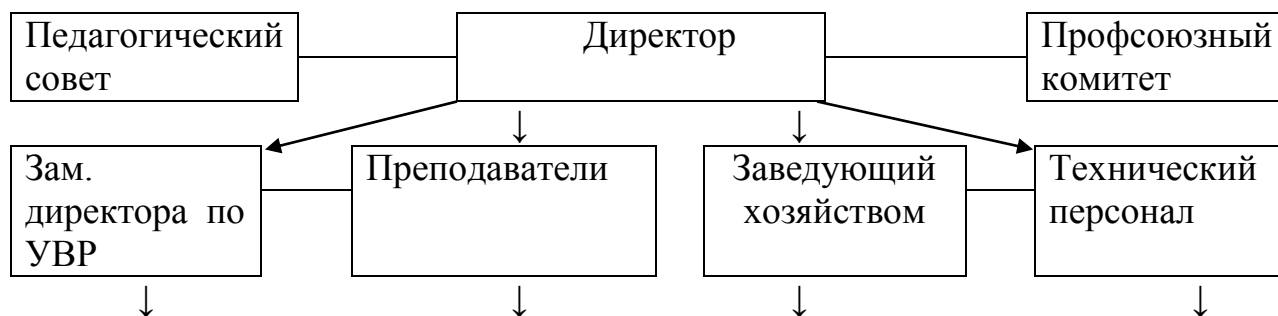 Педагогический
совет
Директор
Профсоюзный
комитет
↓ ↓
Зам.
директора по
УВР
Преподаватели
Заведующий
хозяйством
Технический
персонал
↓ ↓ ↓ ↓